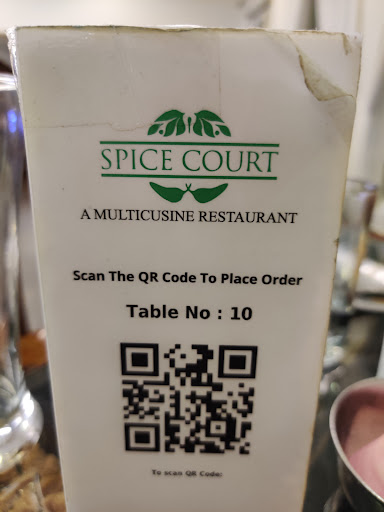 SPICE COURT
A MULTICUSINE RESTAURANT
Scan The QR Code To Place Order
Table No : 10
To scan QR Code: